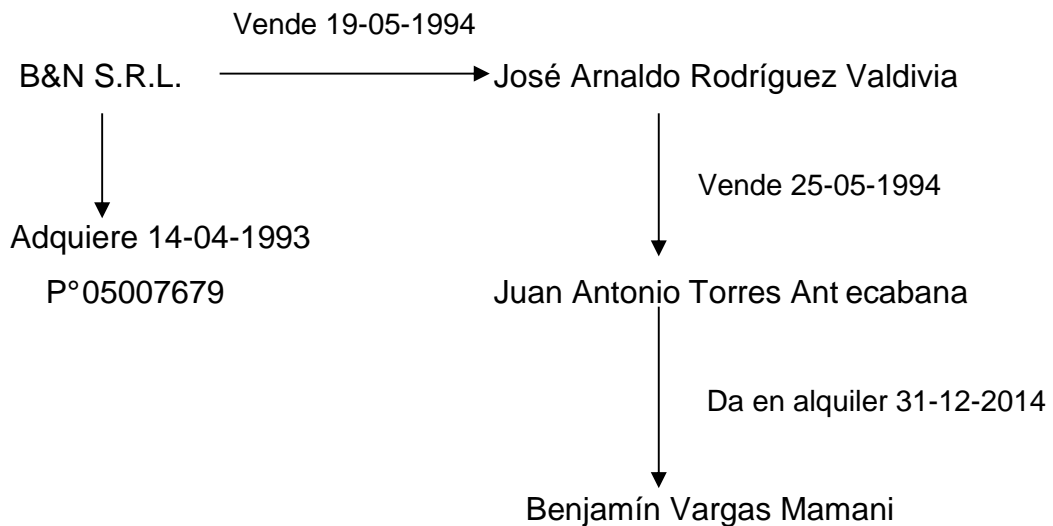 Vende 19-05-1994
B&N S.R.L.
José Arnaldo Rodríguez Valdivia
Vende 25-05-1994
Adquiere 14-04-1993
P°05007679
Juan Antonio Torres Ant ecabana
Da en alquiler 31-12-2014
Benjamín Vargas Mamani